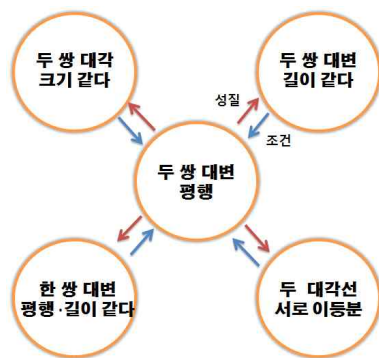 두 쌍 대각
크기 같다
두 쌍 대변
길이 같다
성질
조건
두 쌍 대변
평행
한 쌍 대변
평행·길이 같다
두 대각선
서로 이등분